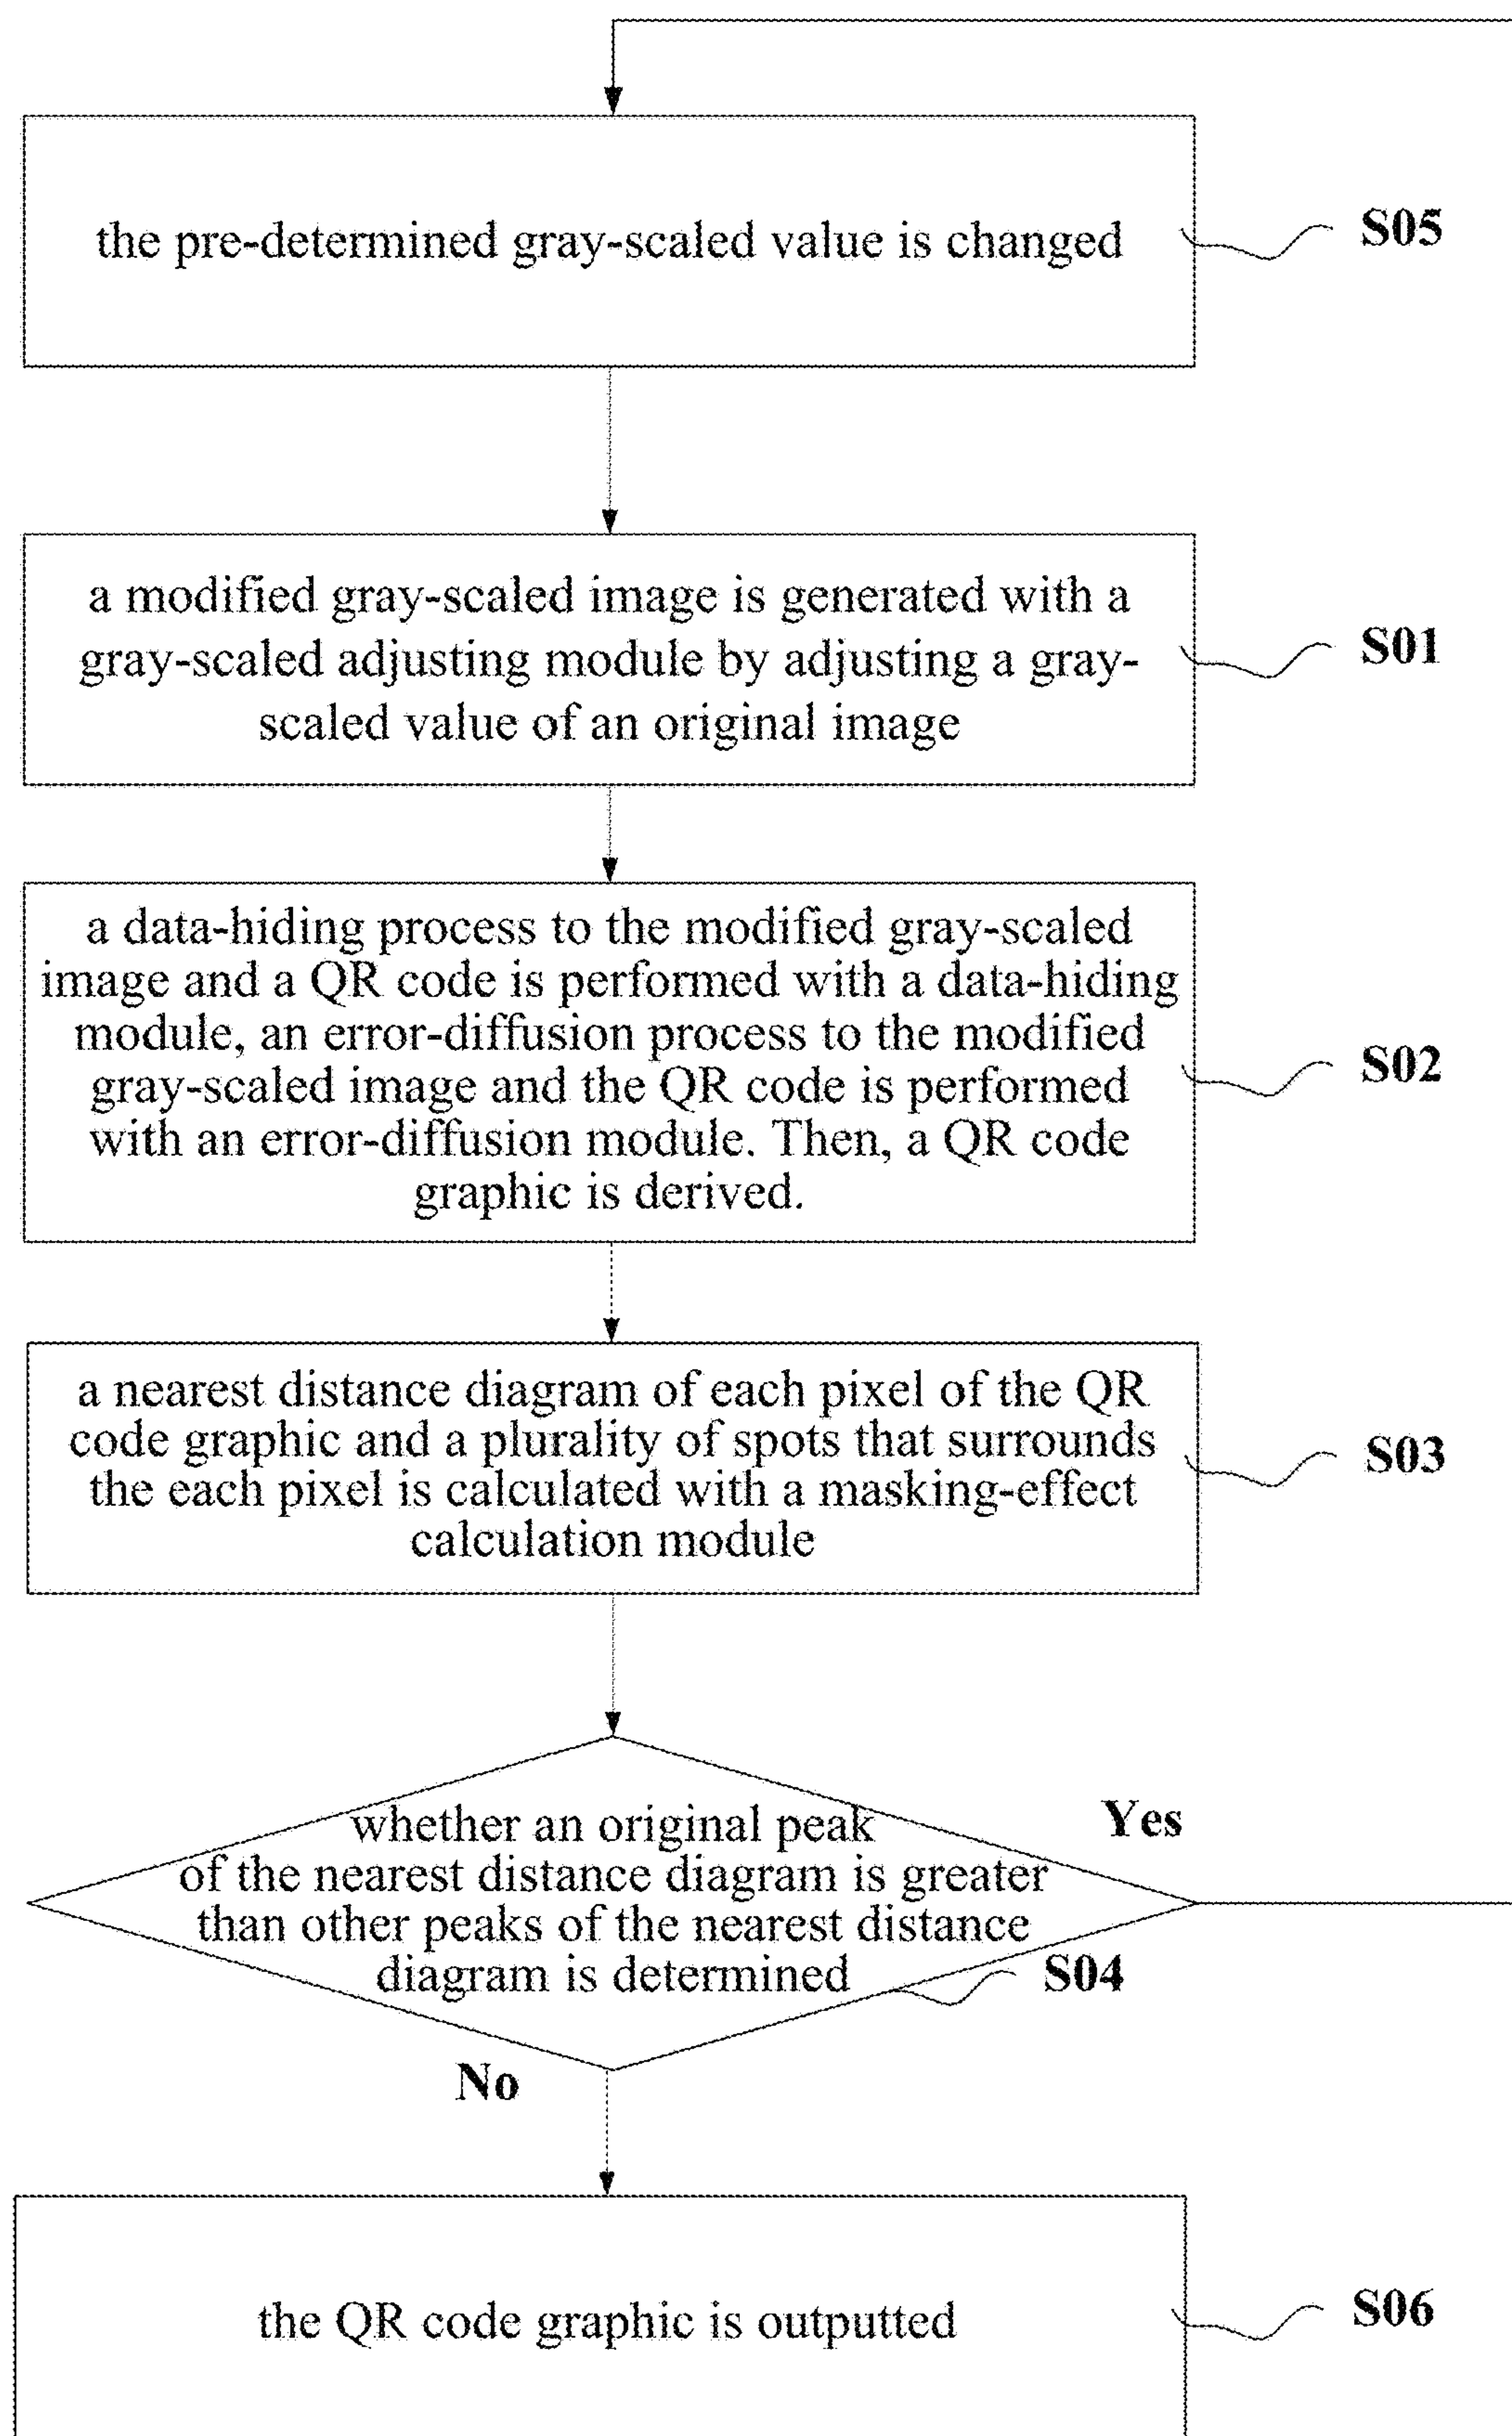 the pre-determined gray-scaled value is changed
S05
a modified gray-scaled image is generated with a
gray-scaled adjusting module by adjusting a gray-
scaled value of an original image
S01
a data-hiding process to the modified gray-scaled
image and a QR code is performed with a data-hiding
module, an error-diffusion process to the modified
gray-scaled image and the QR code is performed
with an error-diffusion module. Then, a QR code
graphic is derived.
S02
a nearest distance diagram of each pixel of the QR
code graphic and a plurality of spots that surrounds
the each pixel is calculated with a masking-effect
calculation module
S03
whether an original peak
of the nearest distance diagram is greater
than other peaks of the nearest distance
diagram is determined
Yes
S04
No
the QR code graphic is outputted
S06